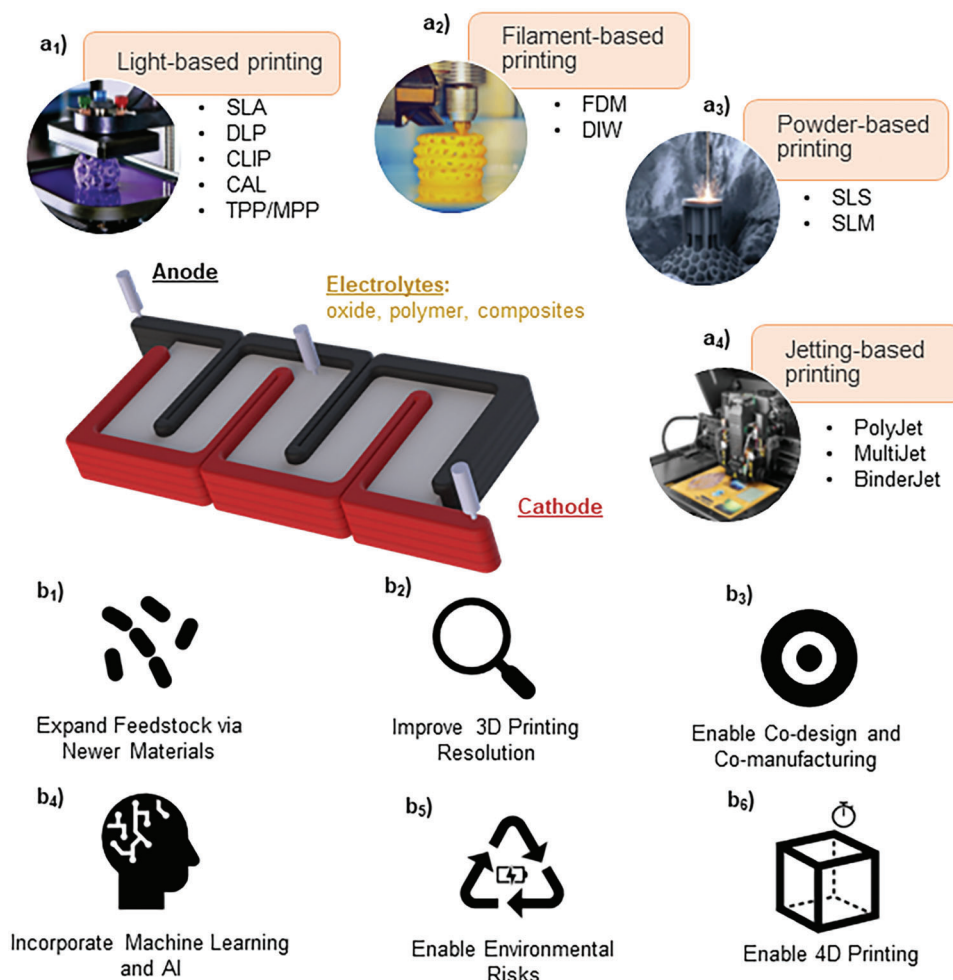 a₁)
Light-based printing
• SLA
• DLP
• CLIP
• CAL
• TPP/MPP
a₂)
Filament-based
printing
• FDM
• DIW
a₃)
Powder-based
printing
• SLS
• SLM
Anode
Electrolytes:
oxide, polymer, composites
Cathode
a₄)
Jetting-based
printing
• PolyJet
• MultiJet
• BinderJet
b₁)
Expand Feedstock via
Newer Materials
b₂)
Improve 3D Printing
Resolution
b₃)
Enable Co-design and
Co-manufacturing
b₄)
Incorporate Machine Learning
and AI
b₅)
Enable Environmental
Risks
b₆)
Enable 4D Printing